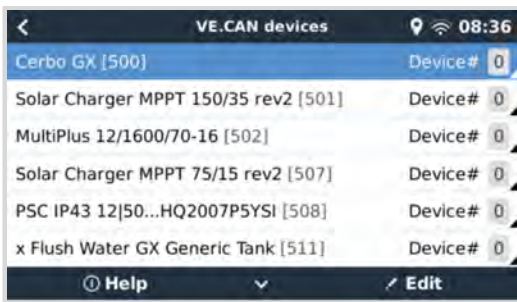 VE.CAN devices 08:36
Cerbo GX [500] Device# 0
Solar Charger MPPT 150/35 rev2 [501] Device# 0
MultiPlus 12/1600/70-16 [502] Device# 0
Solar Charger MPPT 75/15 rev2 [507] Device# 0
PSC IP43 12|50...HQ2007P5YSI [508] Device# 0
x Flush Water GX Generic Tank [511] Device# 0
Help Edit